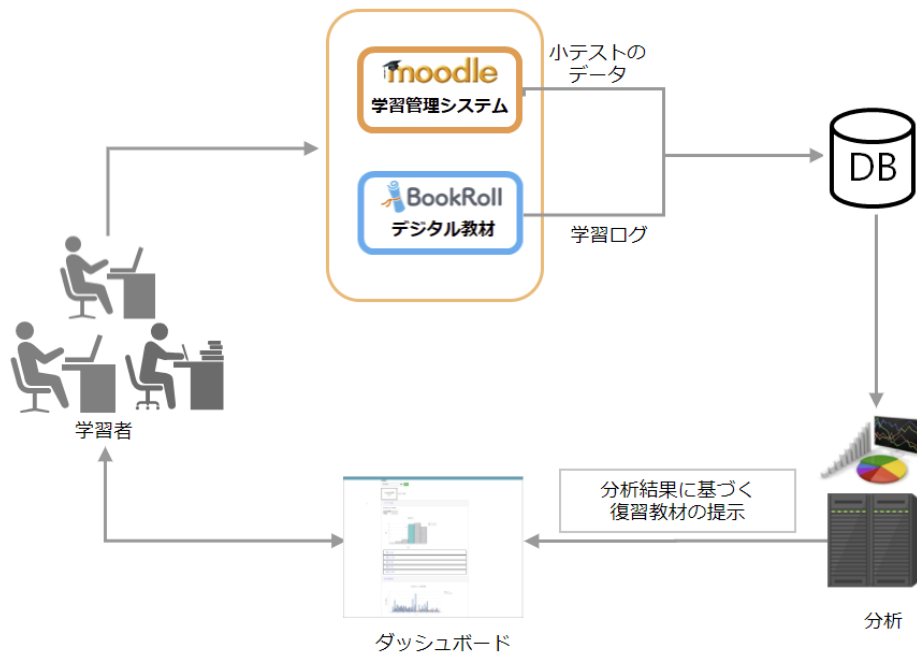 moodle
学習管理システム
小テストの
データ
BookRoll
デジタル教材
学習ログ
DB
学習者
分析結果に基づく
復習教材の提示
ダッシュボード
分析